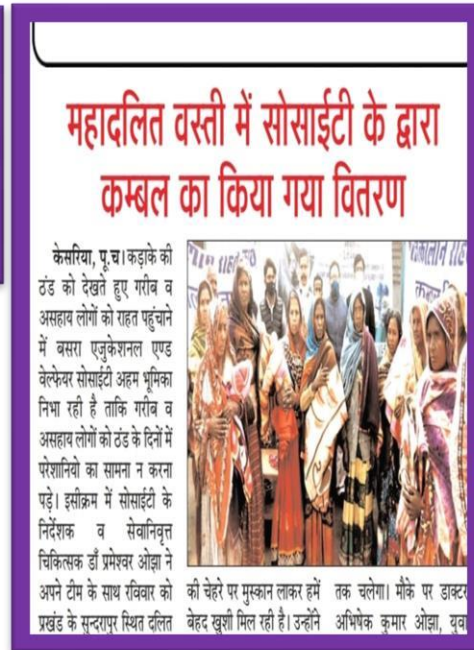 महादलित वस्ती में सोसाईटी के द्वारा
कम्बल का किया गया वितरण
केसरिया, पू.च। कड़ाके की
ठंड को देखते हुए गरीब व
असहाय लोगों को राहत पहुंचाने
में बसरा एजुकेशनल एण्ड
वेल्फेयर सोसाईटी अहम भूमिका
निभा रही है ताकि गरीब व
असहाय लोगों को ठंड के दिनों में
परेशानियो का सामना न करना
पड़े। इसीक्रम में सोसाईटी के
निर्देशक व सेवानिवृत्त
चिकित्सक डॉ प्रमेश्वर ओझा ने
अपने टीम के साथ रविवार को
प्रखंड के सुन्दरापुर स्थित दलित
की चेहरे पर मुस्कान लाकर हमें
बेहद खुशी मिल रही है। उन्होंने
तक चलेगा। मौके पर डाक्टर
अभिषेक कुमार ओझा, युवा